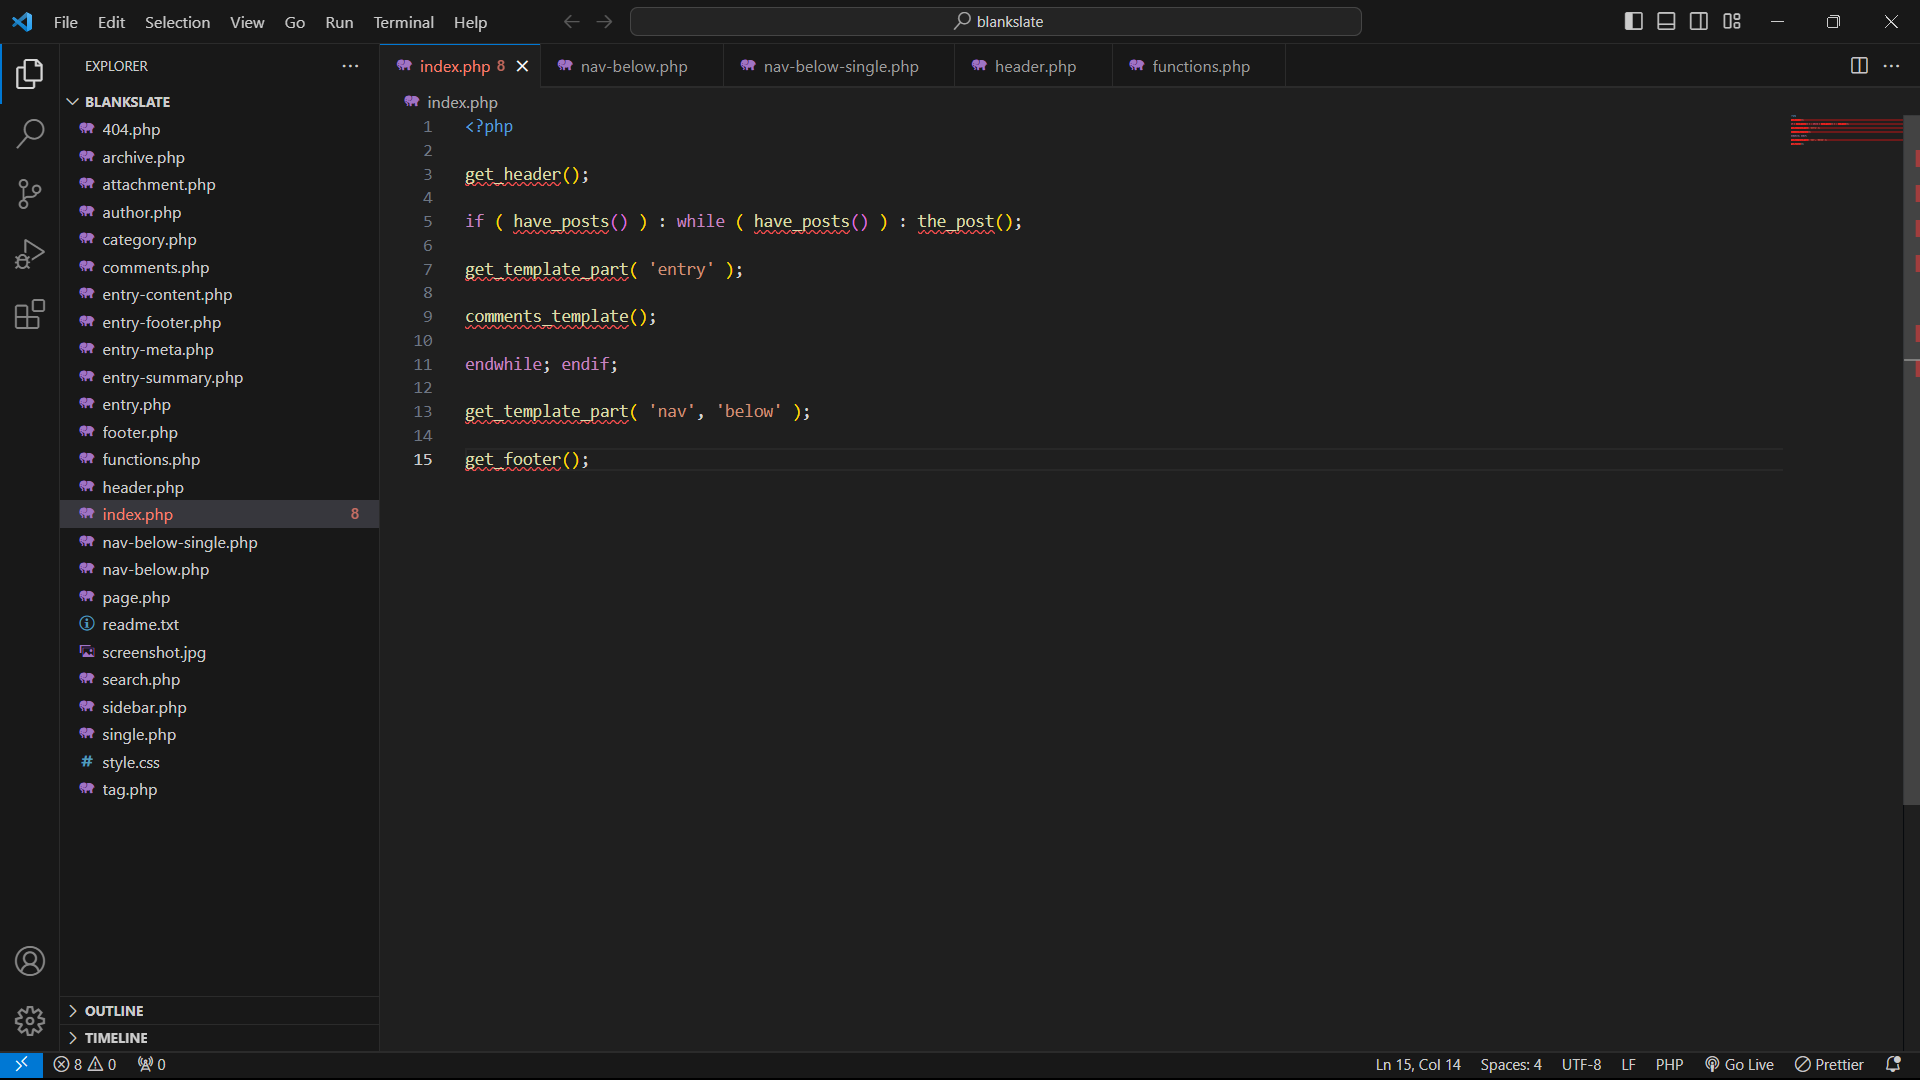 File Edit Selection View Go Run Terminal Help
blankslate
EXPLORER
index.php 8
nav-below.php
nav-below-single.php
header.php
functions.php
BLANKSLATE
404.php
archive.php
attachment.php
author.php
category.php
comments.php
entry-content.php
entry-footer.php
entry-meta.php
entry-summary.php
entry.php
footer.php
functions.php
header.php
index.php 8
nav-below-single.php
nav-below.php
page.php
readme.txt
screenshot.jpg
search.php
sidebar.php
single.php
# style.css
tag.php
OUTLINE
TIMELINE
index.php
1 <?php
2
3 get_header();
4
5 if ( have_posts() ) : while ( have_posts() ) : the_post();
6
7 get_template_part( 'entry' );
8
9 comments_template();
10
11 endwhile; endif;
12
13 get_template_part( 'nav', 'below' );
14
15 get_footer();
8 0 0
Ln 15, Col 14 Spaces: 4 UTF-8 LF PHP Go Live Prettier